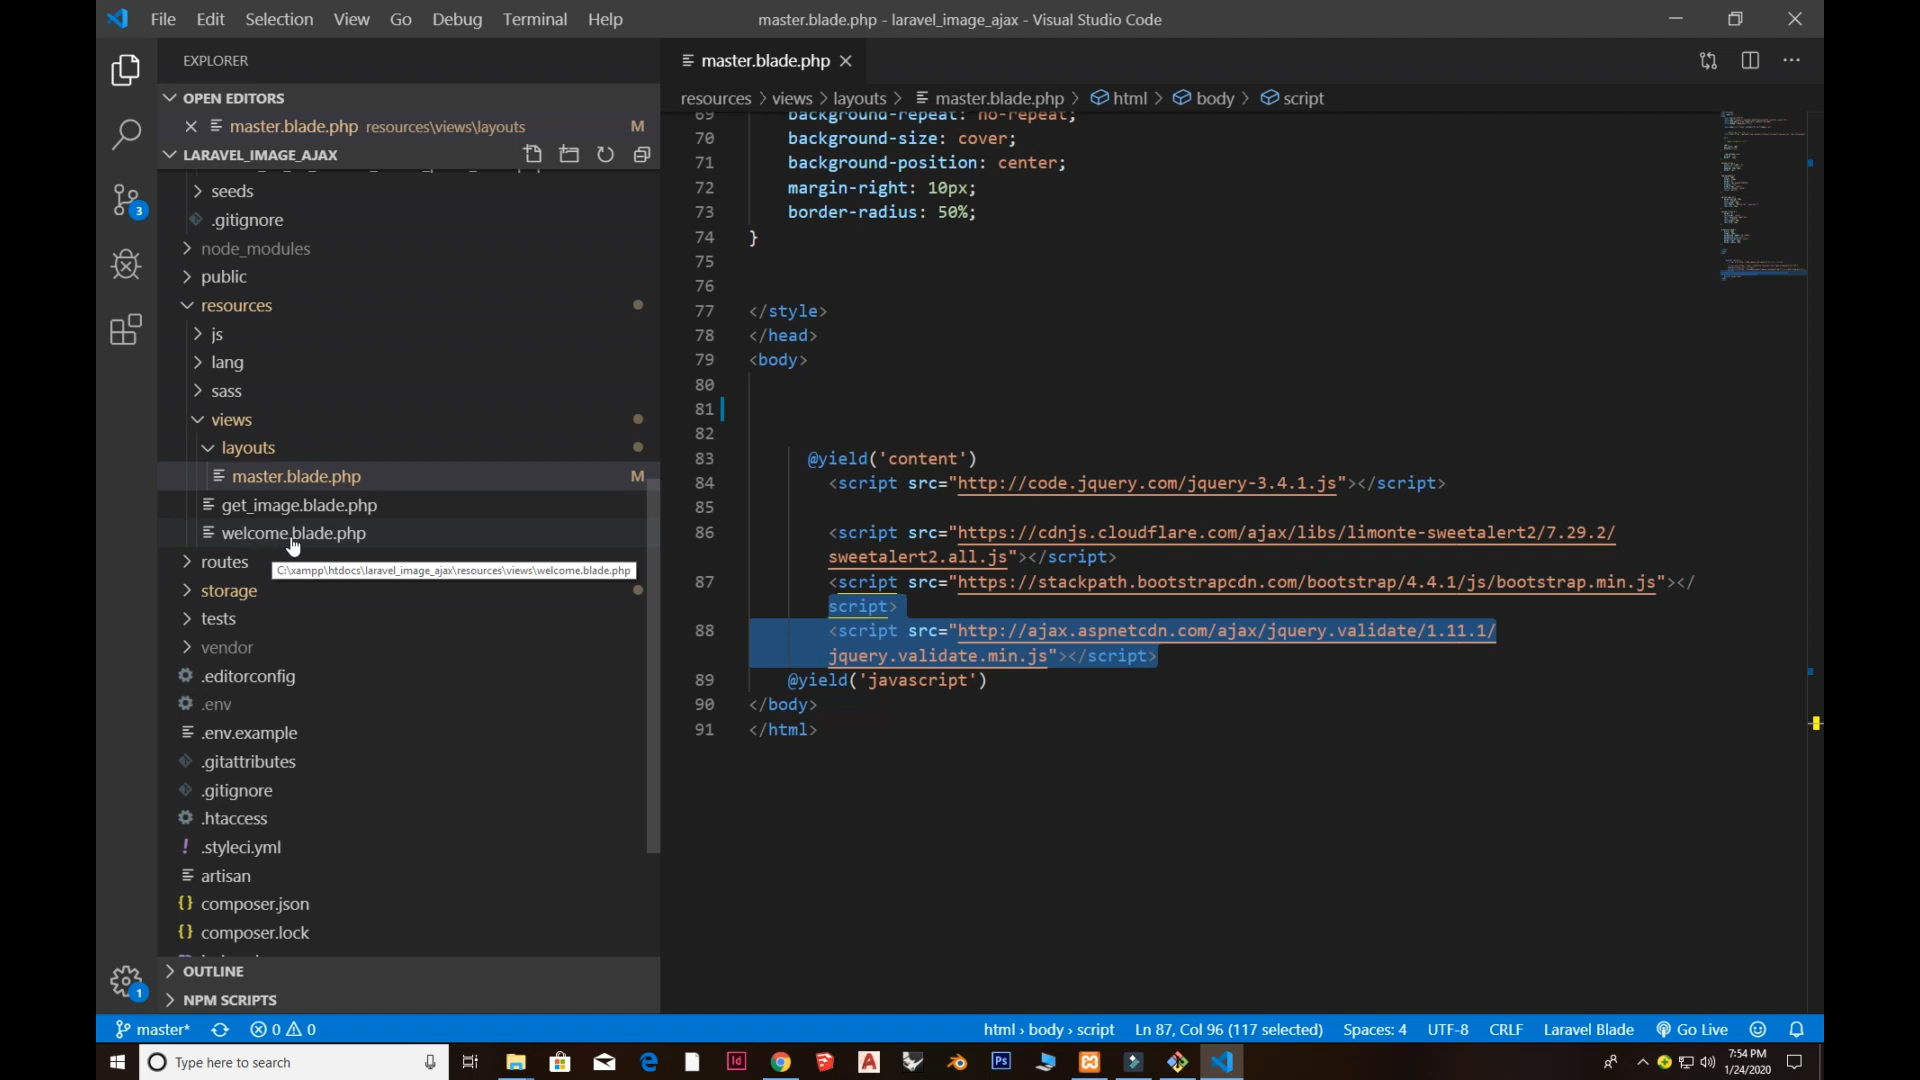 File Edit Selection View Go Debug Terminal Help
master.blade.php - laravel_image_ajax - Visual Studio Code
EXPLORER
OPEN EDITORS
master.blade.php resources\views\layouts M
LARAVEL_IMAGE_AJAX
seeds
.gitignore
node_modules
public
resources
js
lang
sass
views
layouts
master.blade.php M
get_image.blade.php
welcome.blade.php
routes
C:\xampp\htdocs\laravel_image_ajax\resources\views\welcome.blade.php
storage
tests
vendor
.editorconfig
.env
.env.example
.gitattributes
.gitignore
.htaccess
.styleci.yml
artisan
composer.json
composer.lock
OUTLINE
NPM SCRIPTS
3
1
master.blade.php
resources > views > layouts > master.blade.php > html > body > script
69 background-repeat: no-repeat;
70 background-size: cover;
71 background-position: center;
72 margin-right: 10px;
73 border-radius: 50%;
74 }
75
76
77 </style>
78 </head>
79 <body>
80
81
82
83 @yield('content')
84 <script src="http://code.jquery.com/jquery-3.4.1.js"></script>
85
86 <script src="https://cdnjs.cloudflare.com/ajax/libs/limonte-sweetalert2/7.29.2/
sweetalert2.all.js"></script>
87 <script src="https://stackpath.bootstrapcdn.com/bootstrap/4.4.1/js/bootstrap.min.js"></
script>
88 <script src="http://ajax.aspnetcdn.com/ajax/jquery.validate/1.11.1/
jquery.validate.min.js"></script>
89 @yield('javascript')
90 </body>
91 </html>
master* 0 0 html › body › script Ln 87, Col 96 (117 selected) Spaces: 4 UTF-8 CRLF Laravel Blade Go Live
Type here to search
7:54 PM
1/24/2020